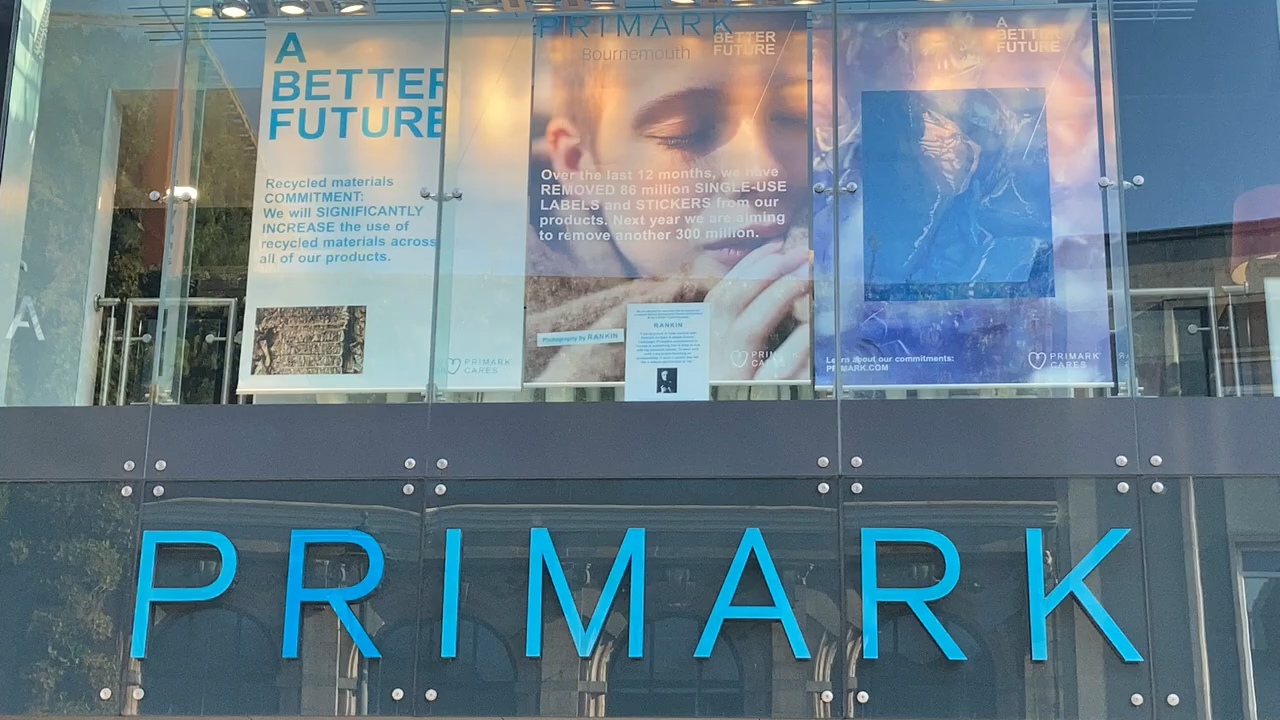 A
BETTER
FUTURE
Recycled materials
COMMITMENT:
We will SIGNIFICANTLY
INCREASE the use of
recycled materials across
all of our products.
PRIMARK
CARES
PRIMARK
Bournemouth
BETTER
FUTURE
Over the last 12 months, we have
REMOVED 86 million SINGLE-USE
LABELS and STICKERS from our
products. Next year we are aiming
to remove another 300 million.
Photography by RANKIN
RANKIN
PRIM
CARES
A
BETTER
FUTURE
Learn about our commitments:
PRIMARK.COM
PRIMARK
CARES
PRIMARK